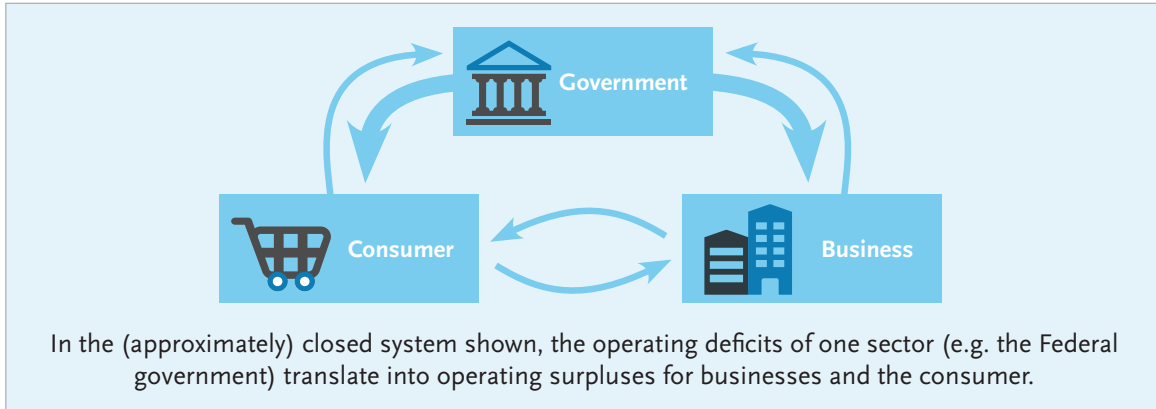 Government
Consumer
Business
In the (approximately) closed system shown, the operating deficits of one sector (e.g. the Federal
government) translate into operating surpluses for businesses and the consumer.